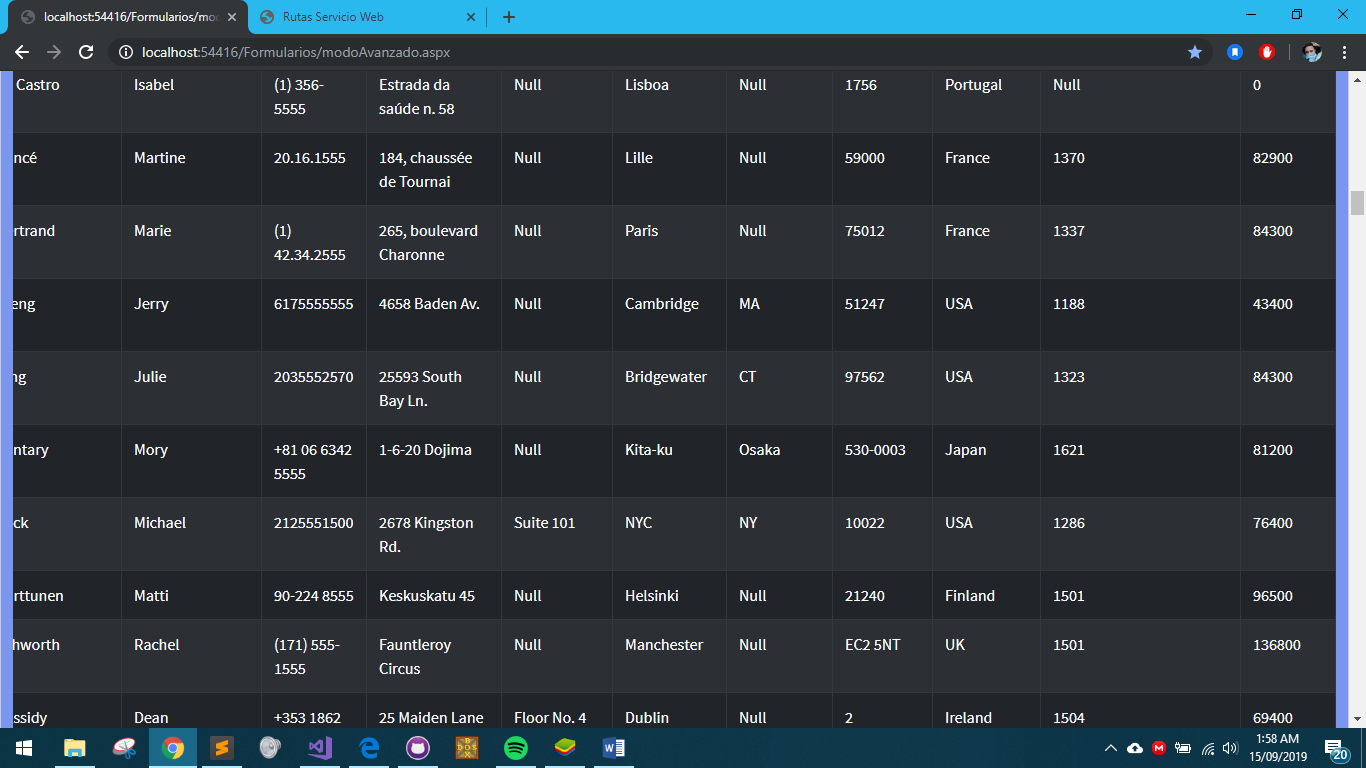 localhost:54416/Formularios/mod
Rutas Servicio Web
localhost:54416/Formularios/modoAvanzado.aspx
Castro Isabel (1) 356- Estrada da Null Lisboa Null 1756 Portugal Null 0
5555 saúde n. 58
ncé Martine 20.16.1555 184, chaussée Null Lille Null 59000 France 1370 82900
de Tournai
rtrand Marie (1) 265, boulevard Null Paris Null 75012 France 1337 84300
42.34.2555 Charonne
eng Jerry 6175555555 4658 Baden Av. Null Cambridge MA 51247 USA 1188 43400
ng Julie 2035552570 25593 South Null Bridgewater CT 97562 USA 1323 84300
Bay Ln.
ntary Mory +81 06 6342 1-6-20 Dojima Null Kita-ku Osaka 530-0003 Japan 1621 81200
5555
ck Michael 2125551500 2678 Kingston Suite 101 NYC NY 10022 USA 1286 76400
Rd.
rttunen Matti 90-224 8555 Keskuskatu 45 Null Helsinki Null 21240 Finland 1501 96500
hworth Rachel (171) 555- Fauntleroy Null Manchester Null EC2 5NT UK 1501 136800
1555 Circus
ssidy Dean +353 1862 25 Maiden Lane Floor No. 4 Dublin Null 2 Ireland 1504 69400
1:58 AM
15/09/2019
20